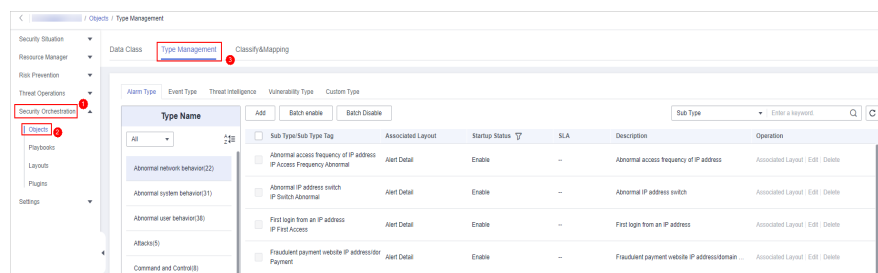 / Objects / Type Management
Security Situation
Resource Manager
Risk Prevention
Threat Operations
Security Orchestration
1
Objects
2
Playbooks
Layouts
Plugins
Settings
Data Class Type Management Classify&Mapping
3
Alarm Type Event Type Threat Intelligence Vulnerability Type Custom Type
Type Name
All
Abnormal network behavior(22)
Abnormal system behavior(31)
Abnormal user behavior(38)
Attacks(5)
Command and Control(8)
Add Batch enable Batch Disable Sub Type Enter a keyword.
Sub Type/Sub Type Tag Associated Layout Startup Status SLA Description Operation
Abnormal access frequency of IP address
IP Access Frequency Abnormal
Alert Detail Enable -- Abnormal access frequency of IP address Associated Layout Edit Delete
Abnormal IP address switch
IP Switch Abnormal
Alert Detail Enable -- Abnormal IP address switch Associated Layout Edit Delete
First login from an IP address
IP First Access
Alert Detail Enable -- First login from an IP address Associated Layout Edit Delete
Fraudulent payment website IP address/dor
Payment
Alert Detail Enable -- Fraudulent payment website IP address/domain ... Associated Layout Edit Delete